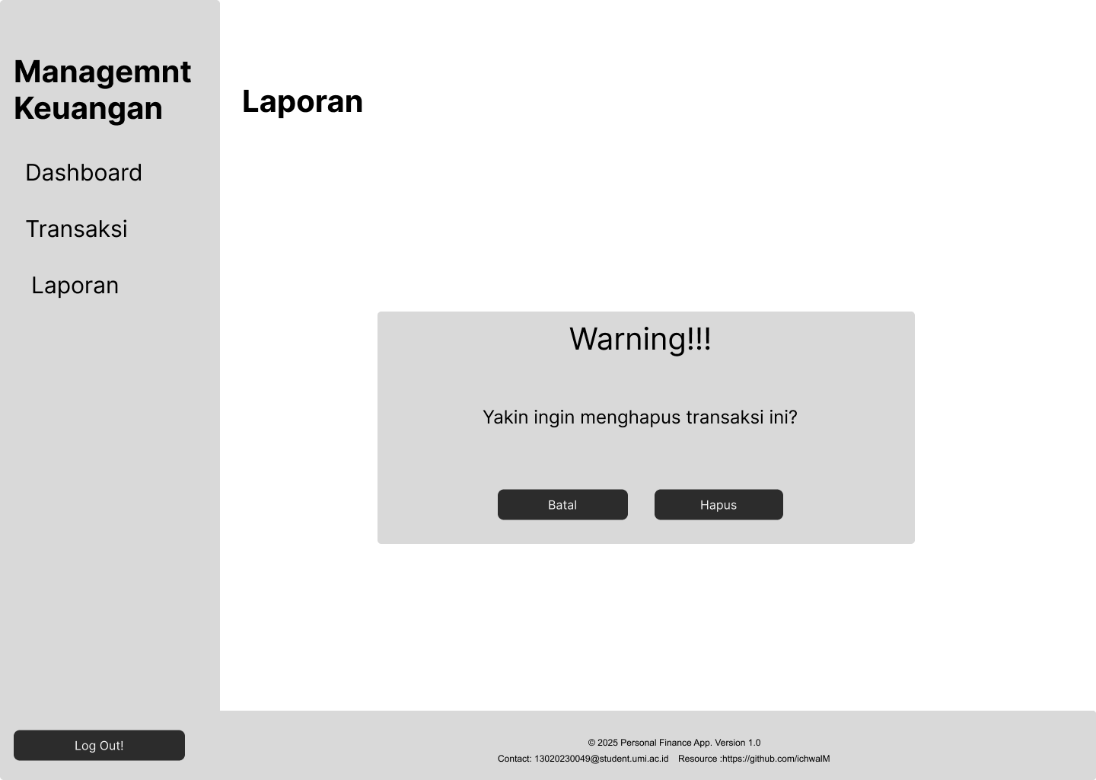 Managemnt
Keuangan
Dashboard
Transaksi
Laporan
Log Out!
Laporan
Warning!!!
Yakin ingin menghapus transaksi ini?
Batal
Hapus
© 2025 Personal Finance App. Version 1.0
Contact: 13020230049@student.umi.ac.id Resource :https://github.com/ichwalM